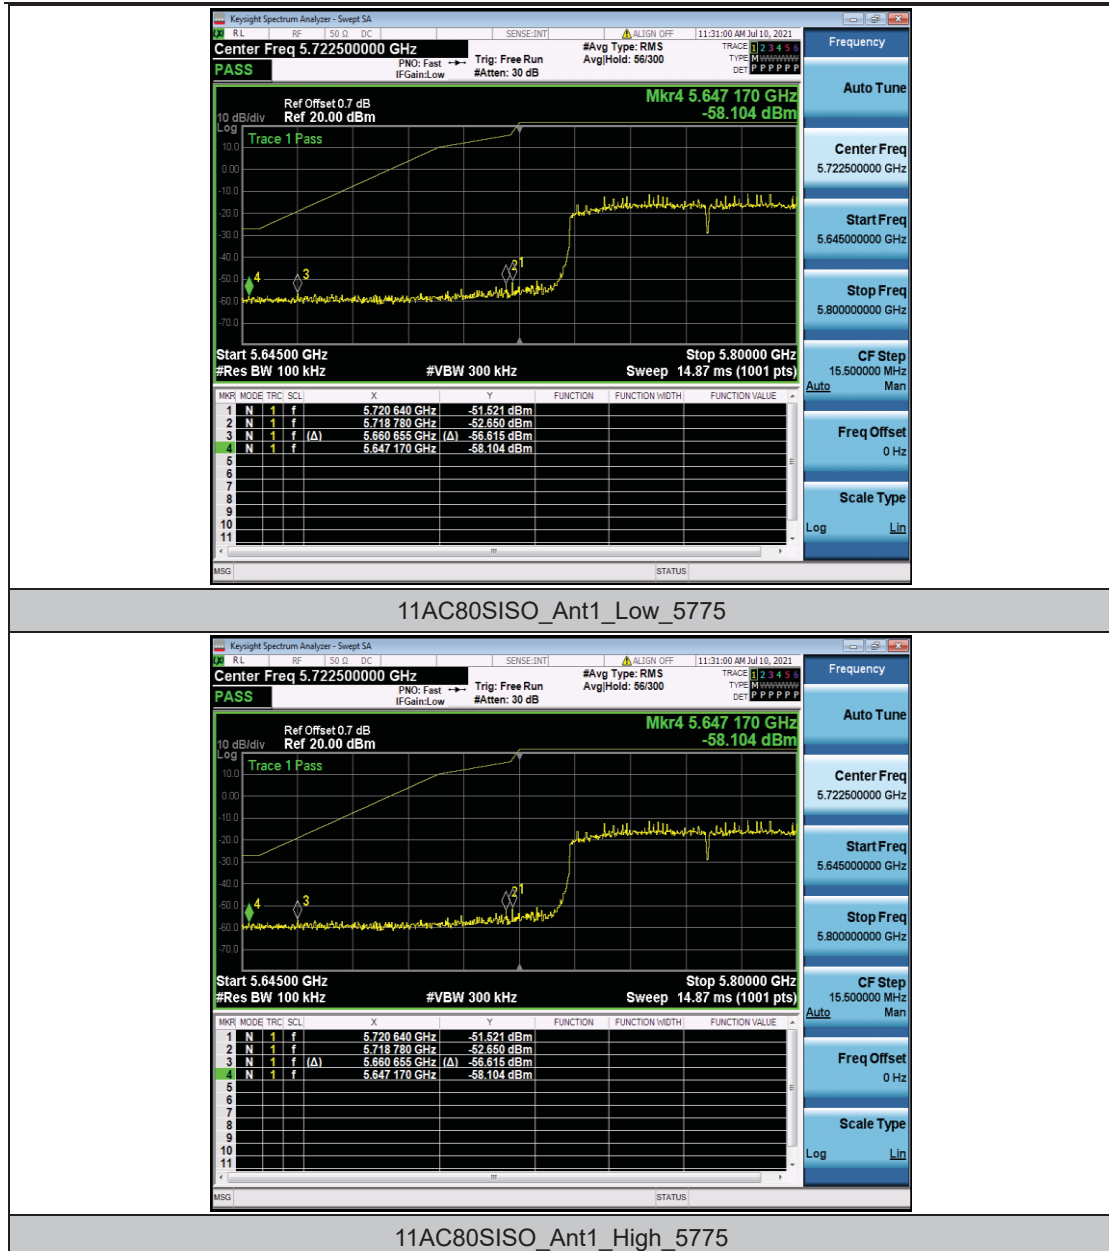 Keysight Spectrum Analyzer - Swept SA
LXI RL RF 50 Ω DC SENSE:INT ALIGN OFF 11:31:00 AM Jul 10, 2021
Center Freq 5.722500000 GHz #Avg Type: RMS TRACE 1 2 3 4 5 6
PASS PNO: Fast Trig: Free Run Avg|Hold: 56/300 TYPE M WWWWW
IFGain:Low #Atten: 30 dB DET P P P P P P
Ref Offset 0.7 dB Mkr4 5.647 170 GHz
10 dB/div Ref 20.00 dBm -58.104 dBm
Log
Trace 1 Pass
10.0
0.00
-10.0
-20.0
-30.0
-40.0
-50.0
-60.0
-70.0
4 3 2 1
Start 5.64500 GHz Stop 5.80000 GHz
#Res BW 100 kHz #VBW 300 kHz Sweep 14.87 ms (1001 pts)
MKR MODE TRC SCL X Y FUNCTION FUNCTION WIDTH FUNCTION VALUE
1 N 1 f 5.720 640 GHz -51.521 dBm
2 N 1 f 5.718 780 GHz -52.650 dBm
3 N 1 f (Δ) 5.660 655 GHz (Δ) -56.615 dBm
4 N 1 f 5.647 170 GHz -58.104 dBm
5
6
7
8
9
10
11
MSG STATUS
Frequency
Auto Tune
Center Freq
5.722500000 GHz
Start Freq
5.645000000 GHz
Stop Freq
5.800000000 GHz
CF Step
15.500000 MHz
Auto Man
Freq Offset
0 Hz
Scale Type
Log Lin
11AC80SISO_Ant1_Low_5775
Keysight Spectrum Analyzer - Swept SA
LXI RL RF 50 Ω DC SENSE:INT ALIGN OFF 11:31:00 AM Jul 10, 2021
Center Freq 5.722500000 GHz #Avg Type: RMS TRACE 1 2 3 4 5 6
PASS PNO: Fast Trig: Free Run Avg|Hold: 56/300 TYPE M WWWWW
IFGain:Low #Atten: 30 dB DET P P P P P P
Ref Offset 0.7 dB Mkr4 5.647 170 GHz
10 dB/div Ref 20.00 dBm -58.104 dBm
Log
Trace 1 Pass
10.0
0.00
-10.0
-20.0
-30.0
-40.0
-50.0
-60.0
-70.0
4 3 2 1
Start 5.64500 GHz Stop 5.80000 GHz
#Res BW 100 kHz #VBW 300 kHz Sweep 14.87 ms (1001 pts)
MKR MODE TRC SCL X Y FUNCTION FUNCTION WIDTH FUNCTION VALUE
1 N 1 f 5.720 640 GHz -51.521 dBm
2 N 1 f 5.718 780 GHz -52.650 dBm
3 N 1 f (Δ) 5.660 655 GHz (Δ) -56.615 dBm
4 N 1 f 5.647 170 GHz -58.104 dBm
5
6
7
8
9
10
11
MSG STATUS
Frequency
Auto Tune
Center Freq
5.722500000 GHz
Start Freq
5.645000000 GHz
Stop Freq
5.800000000 GHz
CF Step
15.500000 MHz
Auto Man
Freq Offset
0 Hz
Scale Type
Log Lin
11AC80SISO_Ant1_High_5775